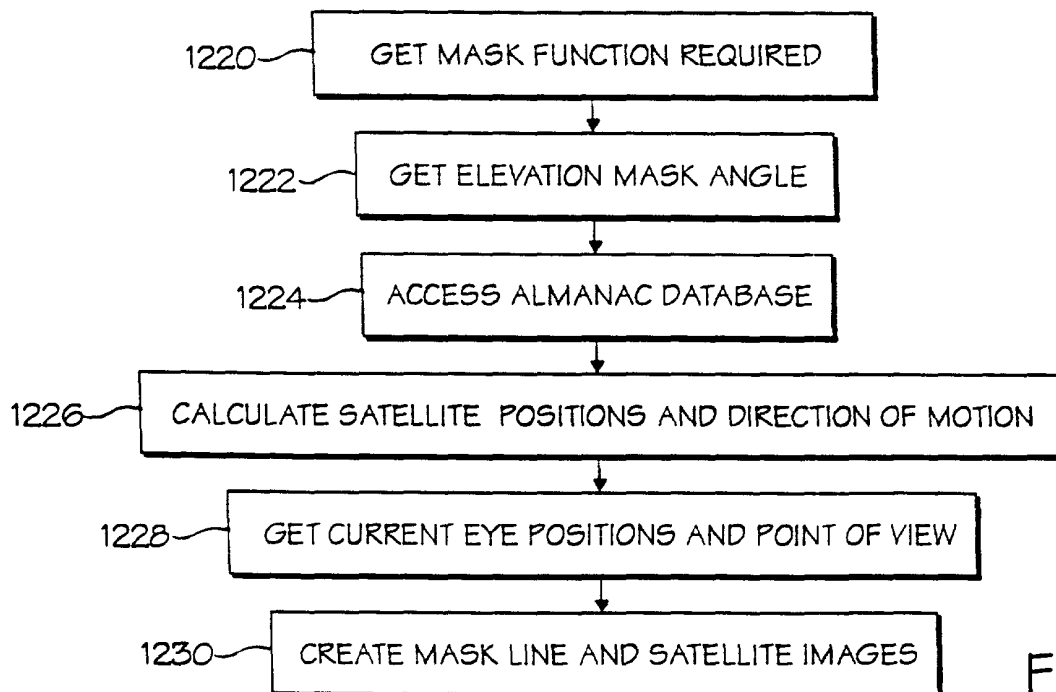 1220 GET MASK FUNCTION REQUIRED
1222 GET ELEVATION MASK ANGLE
1224 ACCESS ALMANAC DATABASE
1226 CALCULATE SATELLITE POSITIONS AND DIRECTION OF MOTION
1228 GET CURRENT EYE POSITIONS AND POINT OF VIEW
1230 CREATE MASK LINE AND SATELLITE IMAGES
F